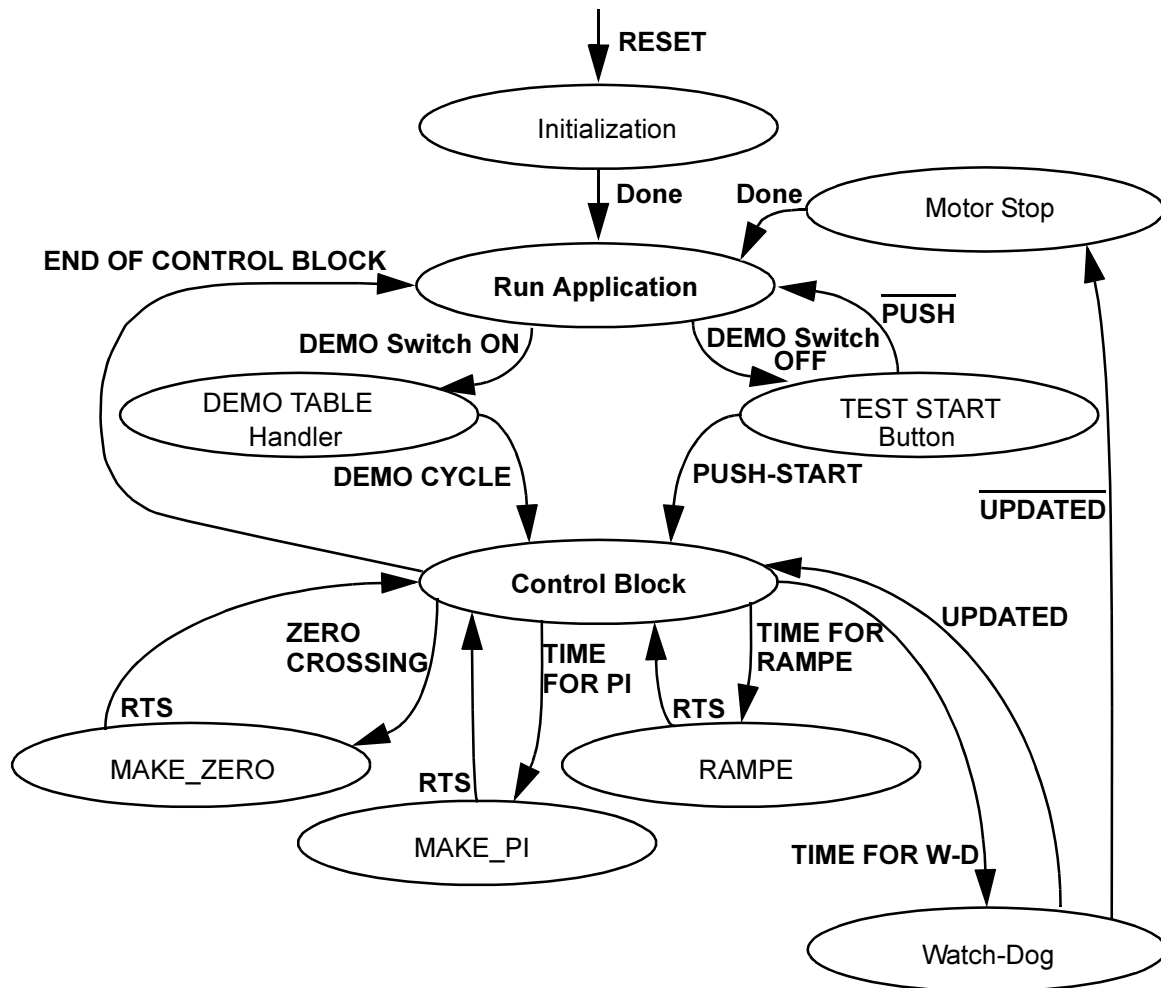 RESET
Initialization
Done
Done
Motor Stop
END OF CONTROL BLOCK
Run Application
PUSH
DEMO Switch ON
DEMO Switch
OFF
DEMO TABLE
Handler
TEST START
Button
DEMO CYCLE
PUSH-START
UPDATED
Control Block
ZERO
CROSSING
TIME
FOR PI
TIME FOR
RAMPE
UPDATED
RTS
RTS
RTS
MAKE_ZERO
RAMPE
MAKE_PI
TIME FOR W-D
Watch-Dog